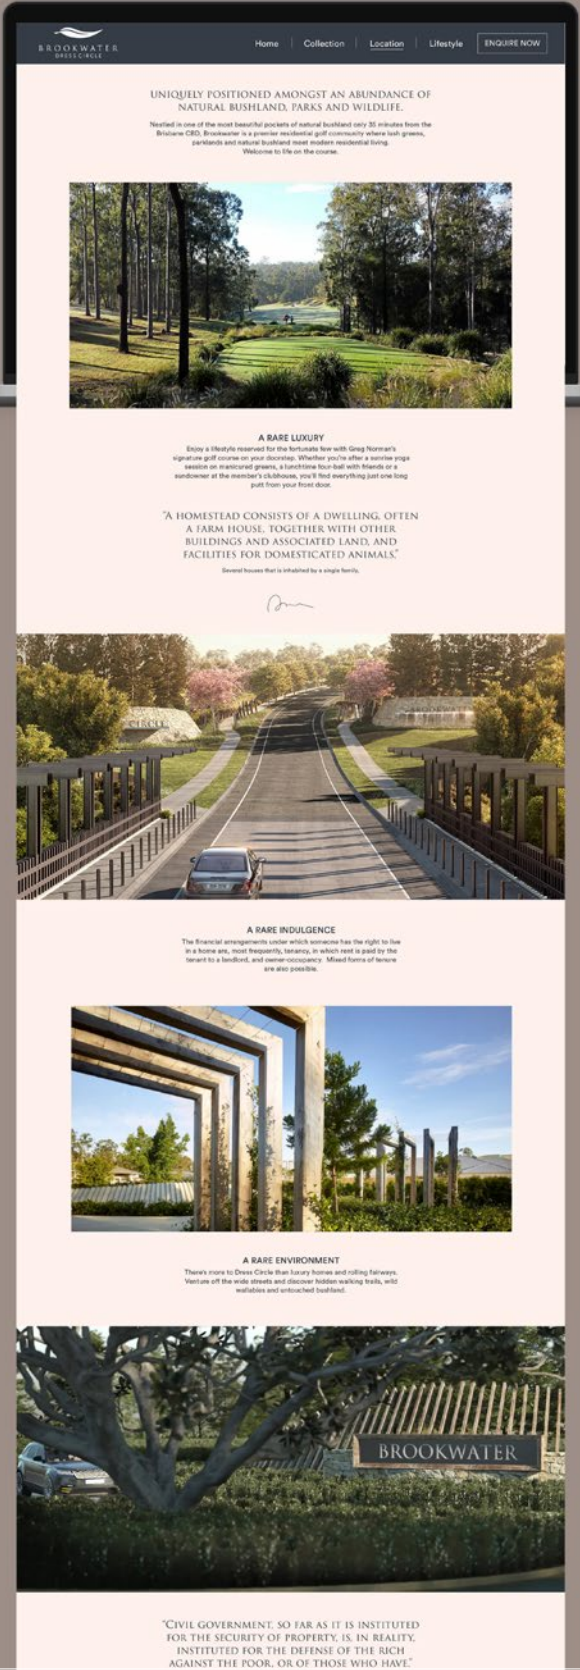 BROOKWATER
DRESS CIRCLE
Home
Collection
Location
Lifestyle
ENQUIRE NOW
UNIQUELY POSITIONED AMONGST AN ABUNDANCE OF
NATURAL BUSHLAND, PARKS AND WILDLIFE.
Nestled in one of the most beautiful pockets of natural bushland only 35 minutes from the
Brisbane CBD, Brookwater is a premier residential golf community where lush greens,
parklands and natural bushland meet modern residential living.
Welcome to life on the course.
A RARE LUXURY
Enjoy a lifestyle reserved for the fortunate few with Greg Norman's
signature golf course on your doorstep. Whether you're after a sunrise yoga
session on manicured greens, a lunchtime four-ball with friends or a
sundowner at the member's clubhouse, you'll find everything just one long
putt from your front door.
"A HOMESTEAD CONSISTS OF A DWELLING, OFTEN
A FARM HOUSE, TOGETHER WITH OTHER
BUILDINGS AND ASSOCIATED LAND, AND
FACILITIES FOR DOMESTICATED ANIMALS."
Several houses that is inhabited by a single family.
CIRCLE
BROOKWATER
A RARE INDULGENCE
The financial arrangements under which someone has the right to live
in a home are, most frequently, tenancy, in which rent is paid by the
tenant to a landlord, and owner-occupancy. Mixed forms of tenure
are also possible.
A RARE ENVIRONMENT
There's more to Dress Circle than luxury homes and rolling fairways.
Venture off the wide streets and discover hidden walking trails, wild
wallabies and untouched bushland.
BROOKWATER
"CIVIL GOVERNMENT, SO FAR AS IT IS INSTITUTED
FOR THE SECURITY OF PROPERTY, IS, IN REALITY,
INSTITUTED FOR THE DEFENSE OF THE RICH
AGAINST THE POOR, OR OF THOSE WHO HAVE"